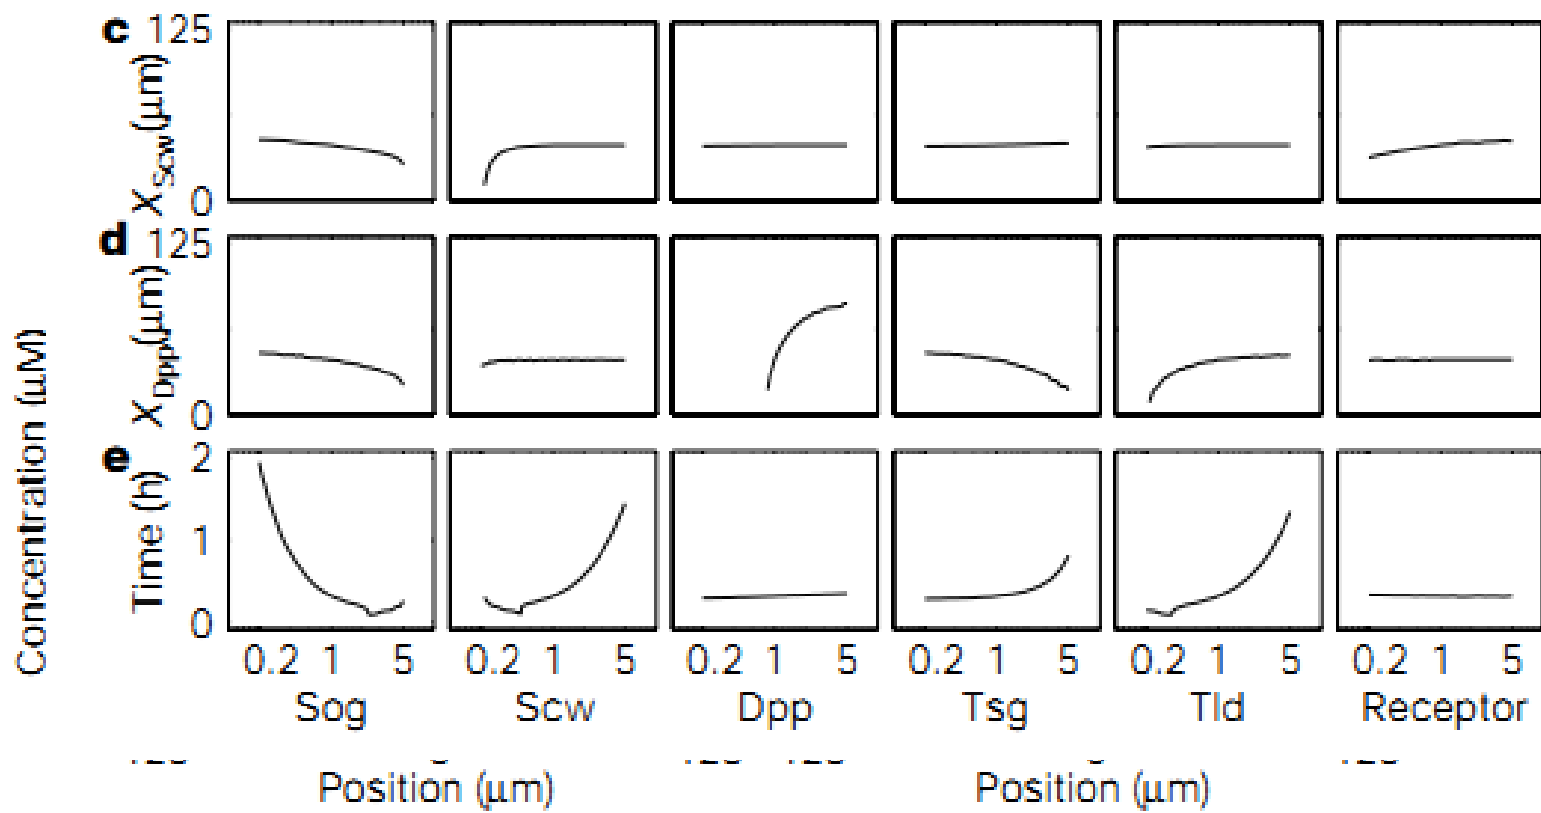 c 125
X Scw (μm)
0
d 125
X Dpp (μm)
0
Concentration (μM)
e 2
Time (h)
1
0
0.2 1 5 0.2 1 5 0.2 1 5 0.2 1 5 0.2 1 5 0.2 1 5
Sog Scw Dpp Tsg Tld Receptor
Position (μm) Position (μm)